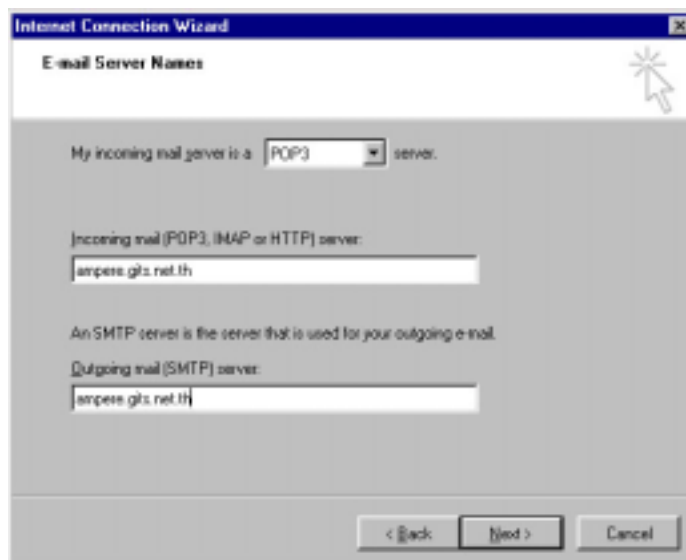 Internet Connection Wizard
E-mail Server Names
My incoming mail server is a POP3 server.
Incoming mail (POP3, IMAP or HTTP) server:
ampere.gits.net.th
An SMTP server is the server that is used for your outgoing e-mail.
Outgoing mail (SMTP) server:
ampere.gits.net.th
< Back Next > Cancel